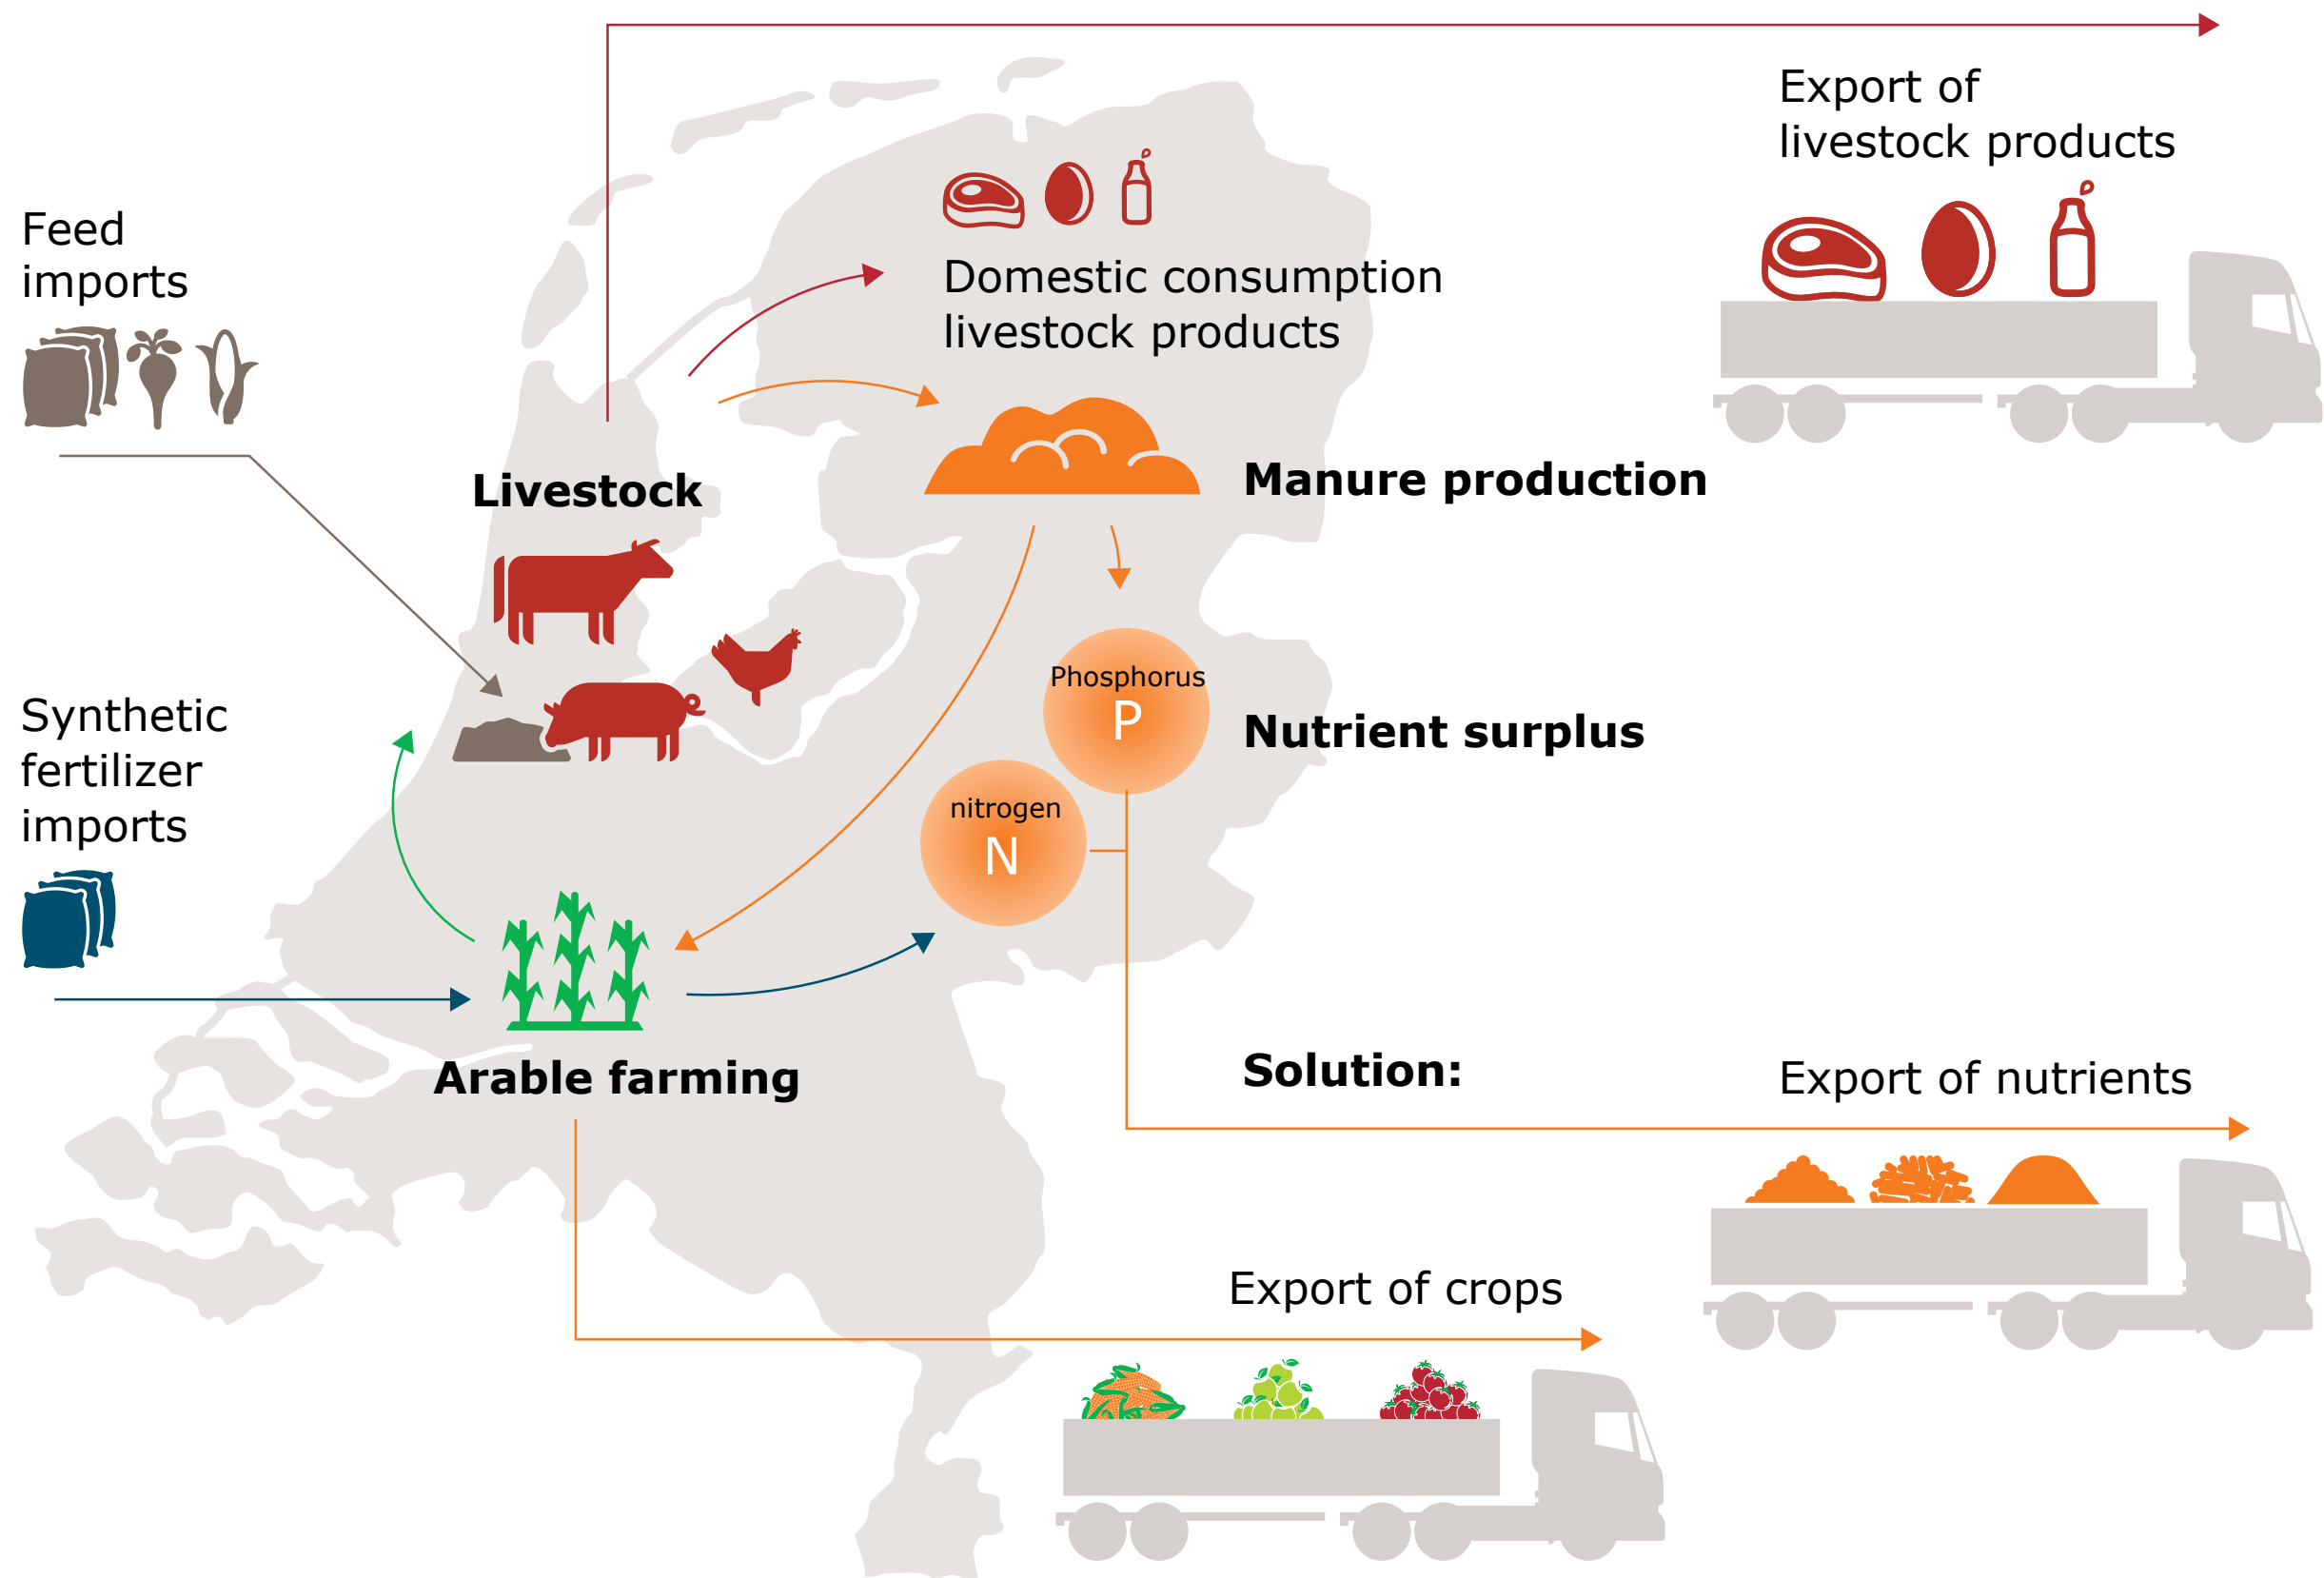 Export of
livestock products
Feed
imports
Domestic consumption
livestock products
Livestock
Manure production
Phosphorus
P
Nutrient surplus
Synthetic
fertilizer
imports
nitrogen
N
Arable farming
Solution:
Export of nutrients
Export of crops